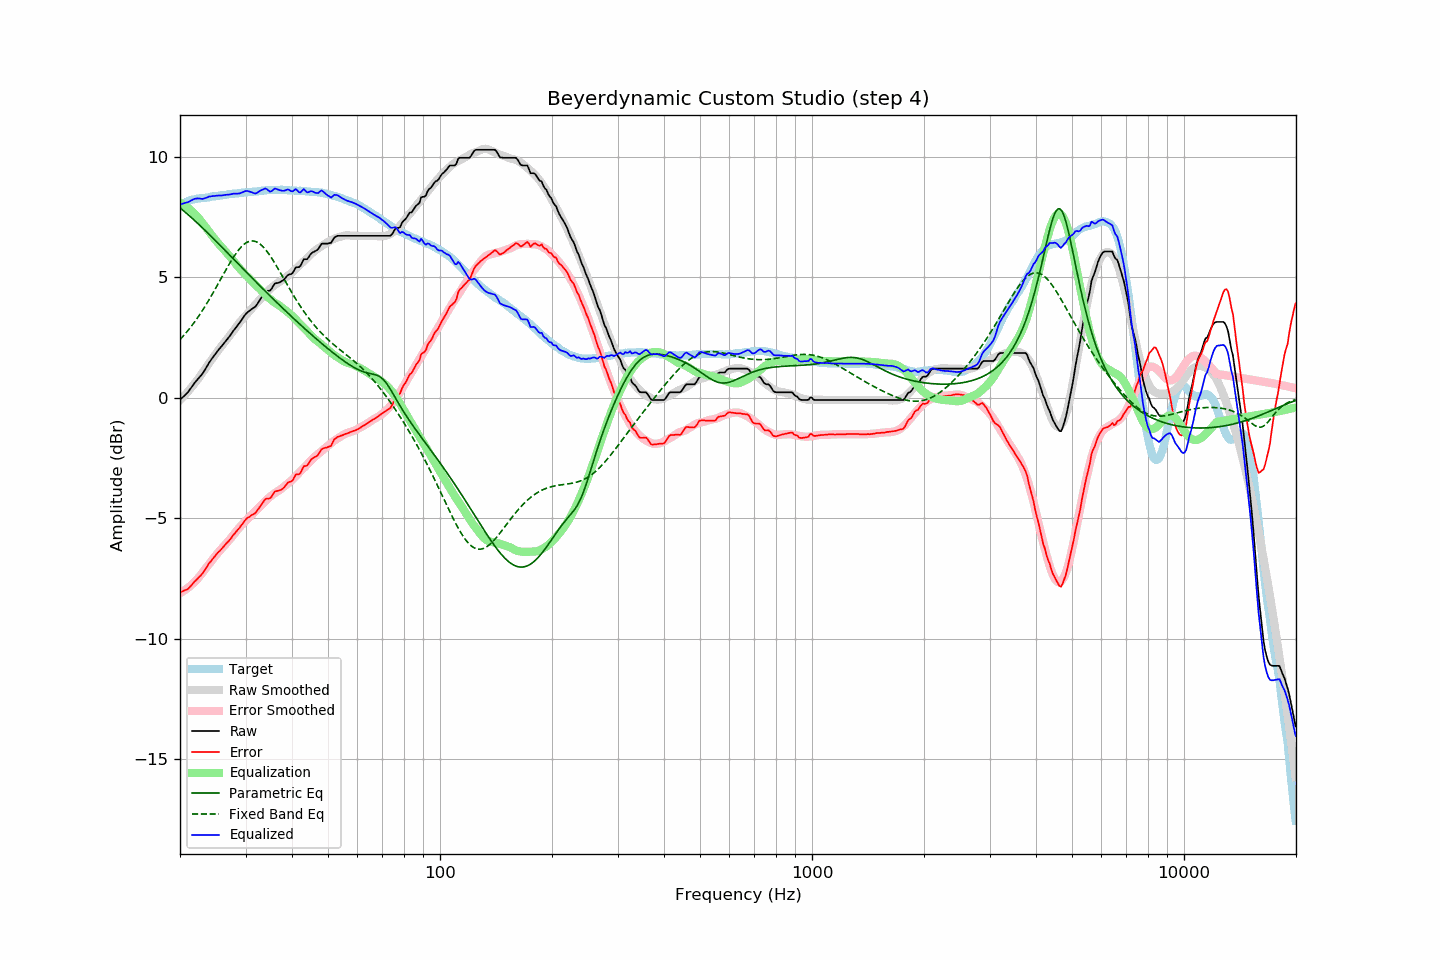 Beyerdynamic Custom Studio (step 4)
10
5
0
−5
−10
−15
Amplitude (dBr)
Target
Raw Smoothed
Error Smoothed
Raw
Error
Equalization
Parametric Eq
Fixed Band Eq
Equalized
100
1000
10000
Frequency (Hz)